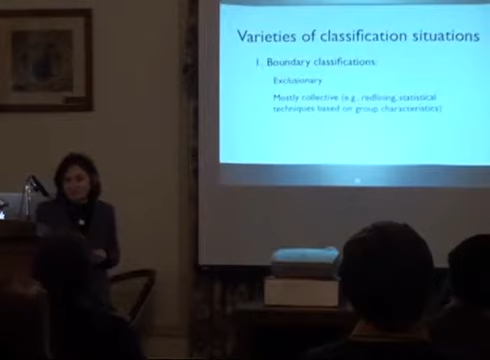 Varieties of classification situations
1. Boundary classifications:
Exclusionary
Mostly collective (e.g., redlining, statistical
techniques based on group characteristics)